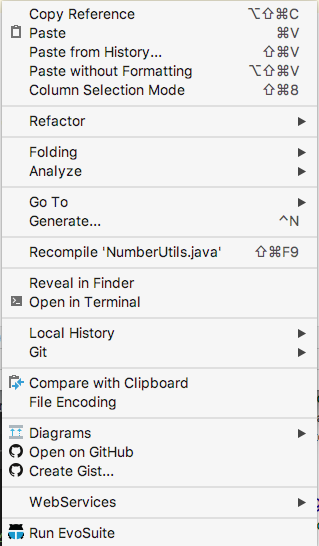 Copy Reference ⌥⇧⌘C
Paste ⌘V
Paste from History... ⇧⌘V
Paste without Formatting ⌥⇧⌘V
Column Selection Mode ⇧⌘8
Refactor
Folding
Analyze
Go To
Generate... ^N
Recompile 'NumberUtils.java' ⇧⌘F9
Reveal in Finder
Open in Terminal
Local History
Git
Compare with Clipboard
File Encoding
Diagrams
Open on GitHub
Create Gist...
WebServices
Run EvoSuite